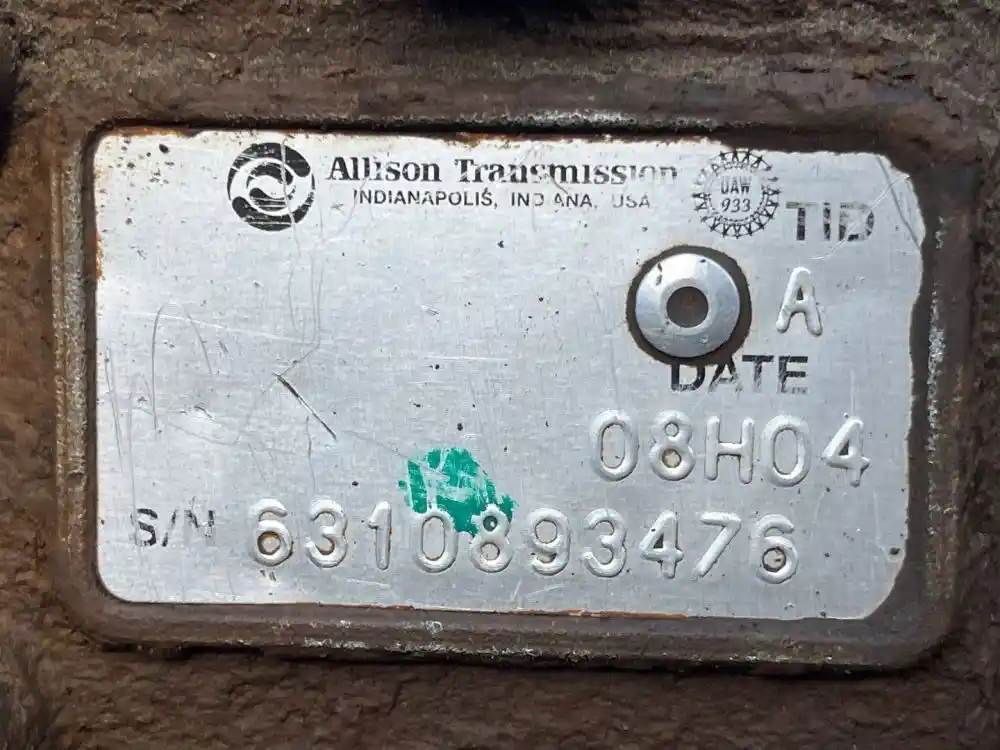 Allison Transmission
INDIANAPOLIS, INDIANA, USA
UAW
933
TID
A
DATE
08H04
S/N 6310893476